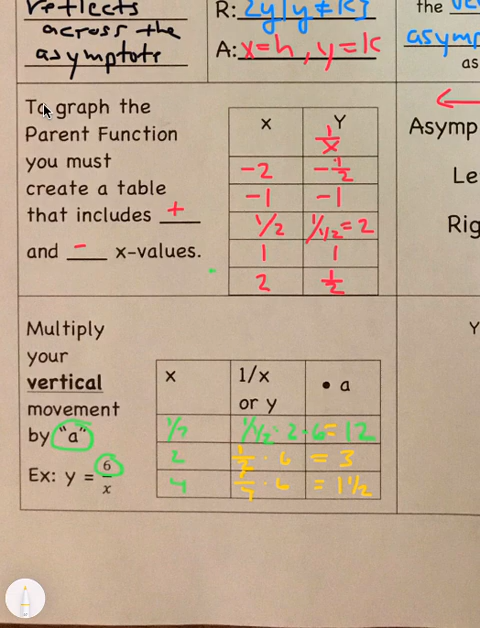 reflects
across the
asymptote
R: {y|y ≠ k}
A: x=h, y=k
the
asymp
as
To graph the
Parent Function
you must
create a table
that includes +
and - x-values.
X Y
1/x
-2 -1/2
-1 -1
1/2 1/1/2 = 2
1 1
2 1/2
Asymp
Le
Rig
Multiply
your
vertical
movement
by "a"
Ex: y = 6/x
x 1/x or y • a
1/2 1/1/2 = 2 · 6 = 12
2 1/2 · 6 = 3
4 1/4 · 6 = 1 1/2
Y